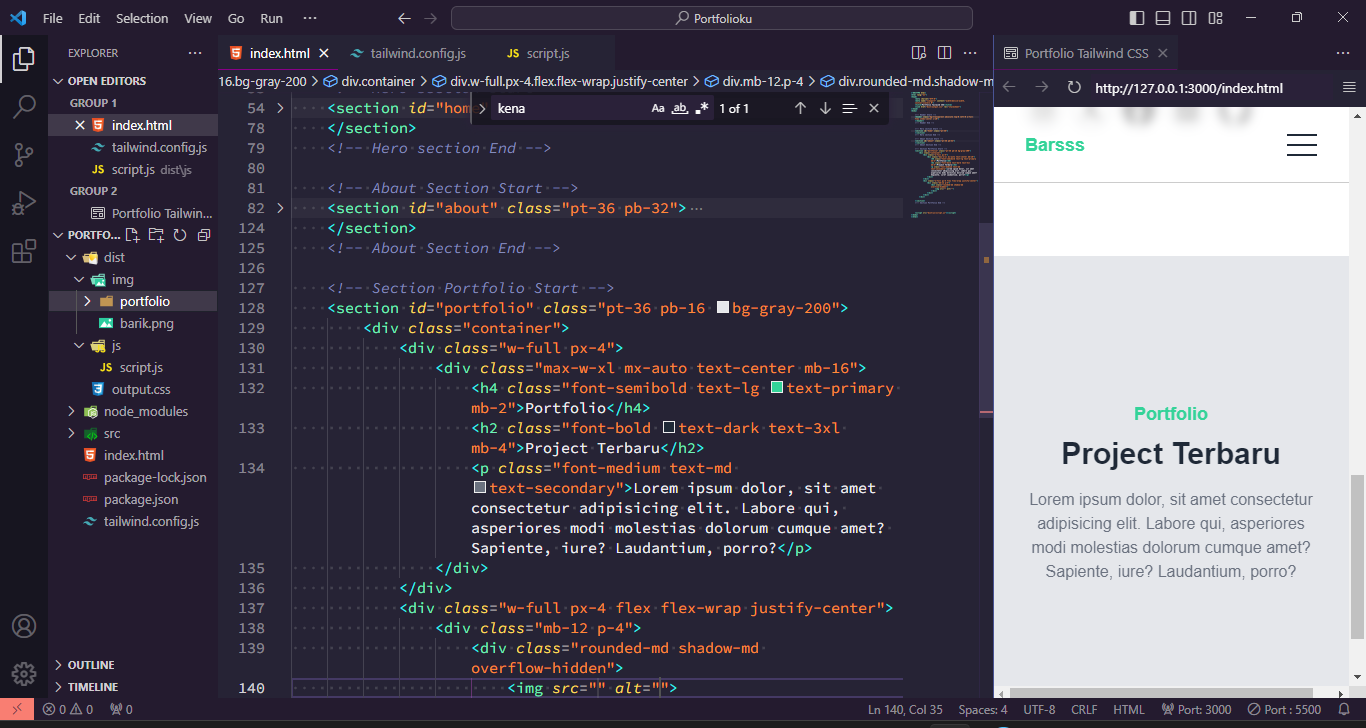 File Edit Selection View Go Run ··· Portfolioku
EXPLORER ···
OPEN EDITORS
GROUP 1
index.html
tailwind.config.js
script.js dist\js
GROUP 2
Portfolio Tailwin...
PORTFO...
dist
img
portfolio
barik.png
js
JS script.js
output.css
node_modules
src
index.html
package-lock.json
package.json
tailwind.config.js
OUTLINE
TIMELINE
index.html tailwind.config.js JS script.js
16.bg-gray-200 > div.container > div.w-full.px-4.flex.flex-wrap.justify-center > div.mb-12.p-4 > div.rounded-md.shadow-m
kena Aa ab 1 of 1
54 <section id="hom
78 </section>
79 <!-- Hero section End -->
80
81 <!-- About Section Start -->
82 <section id="about" class="pt-36 pb-32"> ···
124 </section>
125 <!-- About Section End -->
126
127 <!-- Section Portfolio Start -->
128 <section id="portfolio" class="pt-36 pb-16 bg-gray-200">
129 <div class="container">
130 <div class="w-full px-4">
131 <div class="max-w-xl mx-auto text-center mb-16">
132 <h4 class="font-semibold text-lg text-primary
mb-2">Portfolio</h4>
133 <h2 class="font-bold text-dark text-3xl
mb-4">Project Terbaru</h2>
134 <p class="font-medium text-md
text-secondary">Lorem ipsum dolor, sit amet
consectetur adipisicing elit. Labore qui,
asperiores modi molestias dolorum cumque amet?
Sapiente, iure? Laudantium, porro?</p>
135 </div>
136 </div>
137 <div class="w-full px-4 flex flex-wrap justify-center">
138 <div class="mb-12 p-4">
139 <div class="rounded-md shadow-md
overflow-hidden">
140 <img src="" alt="">
Portfolio Tailwind CSS
http://127.0.0.1:3000/index.html
Barsss
Portfolio
Project Terbaru
Lorem ipsum dolor, sit amet consectetur
adipisicing elit. Labore qui, asperiores
modi molestias dolorum cumque amet?
Sapiente, iure? Laudantium, porro?
0 0 0 Ln 140, Col 35 Spaces: 4 UTF-8 CRLF HTML Port: 3000 Port : 5500